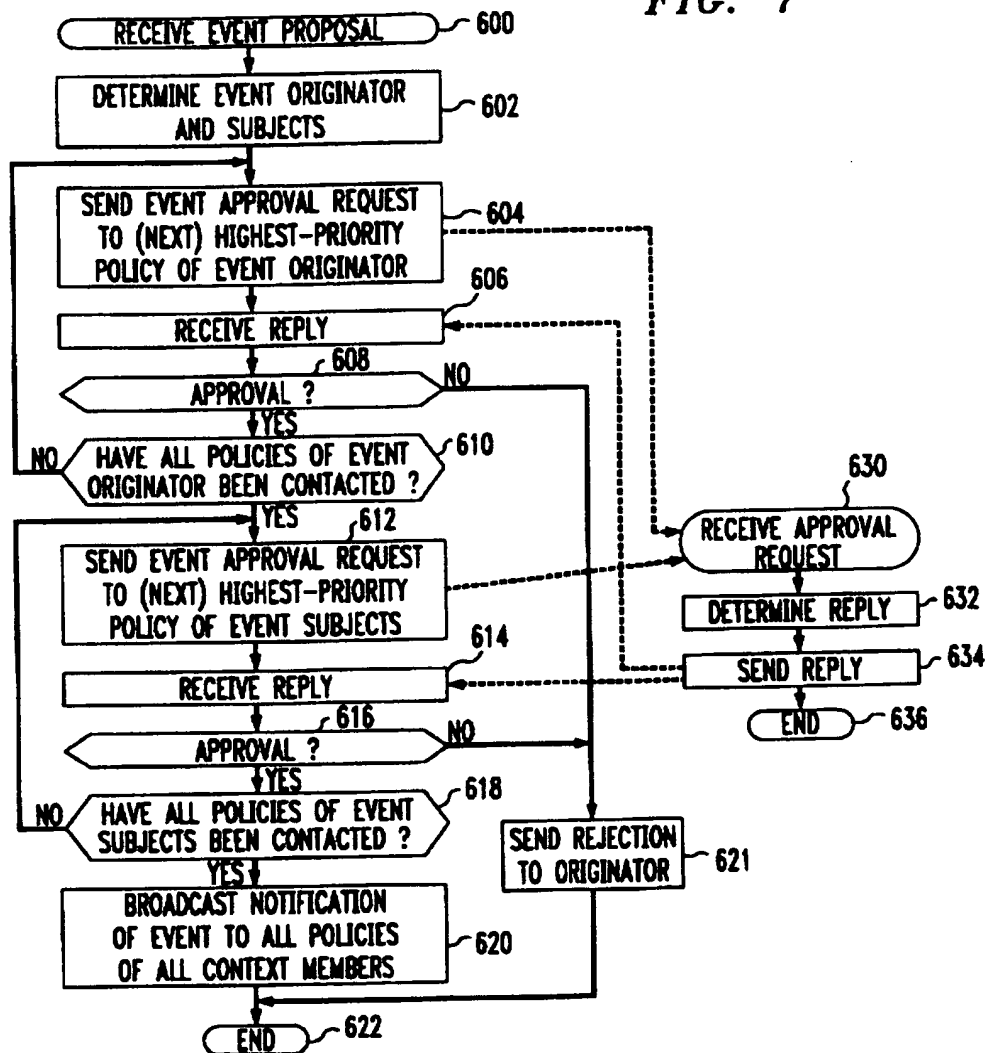 FIG. 7
RECEIVE EVENT PROPOSAL
600
DETERMINE EVENT ORIGINATOR
AND SUBJECTS
602
SEND EVENT APPROVAL REQUEST
TO (NEXT) HIGHEST-PRIORITY
POLICY OF EVENT ORIGINATOR
604
606
RECEIVE REPLY
608
APPROVAL ?
NO
YES
NO
HAVE ALL POLICIES OF EVENT
ORIGINATOR BEEN CONTACTED ?
610
YES
612
SEND EVENT APPROVAL REQUEST
TO (NEXT) HIGHEST-PRIORITY
POLICY OF EVENT SUBJECTS
614
RECEIVE REPLY
616
APPROVAL ?
NO
YES
NO
HAVE ALL POLICIES OF EVENT
SUBJECTS BEEN CONTACTED ?
618
YES
BROADCAST NOTIFICATION
OF EVENT TO ALL POLICIES
OF ALL CONTEXT MEMBERS
620
SEND REJECTION
TO ORIGINATOR
621
END
622
630
RECEIVE APPROVAL
REQUEST
DETERMINE REPLY
632
SEND REPLY
634
END
636